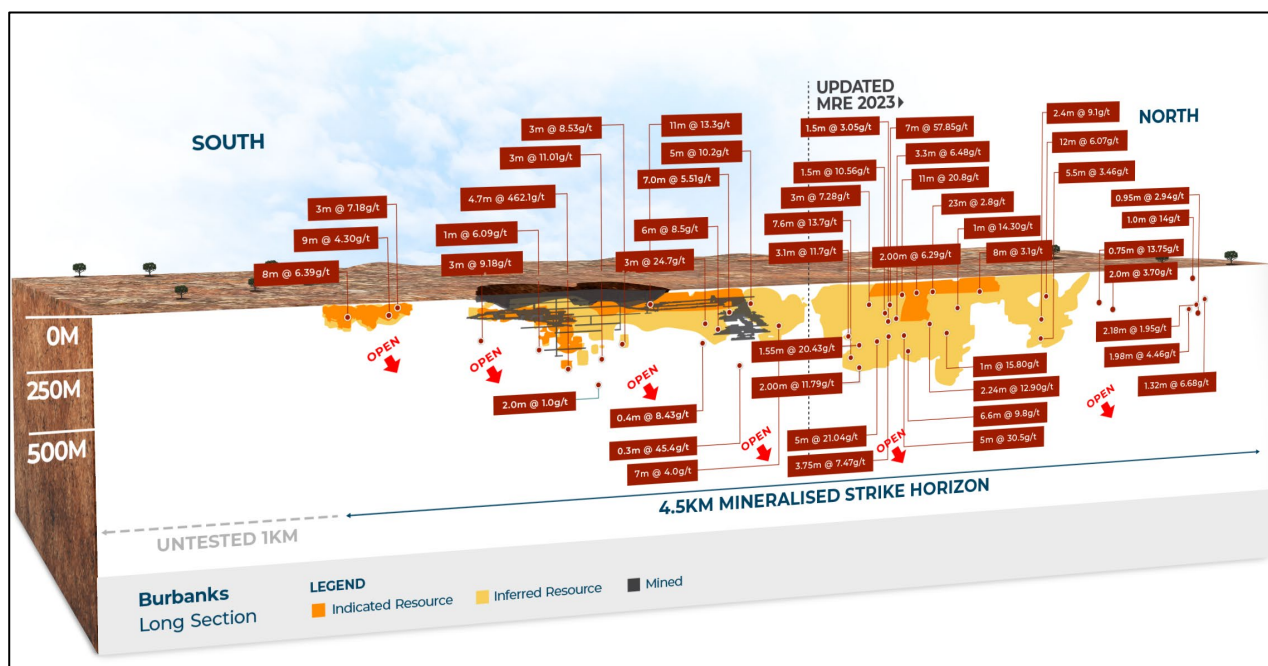 UPDATED
MRE 2023
SOUTH
NORTH
3m @ 8.53g/t
11m @ 13.3g/t
1.5m @ 3.05g/t
7m @ 57.85g/t
2.4m @ 9.1g/t
3m @ 11.01g/t
5m @ 10.2g/t
3.3m @ 6.48g/t
12m @ 6.07g/t
7.0m @ 5.51g/t
1.5m @ 10.56g/t
11m @ 20.8g/t
5.5m @ 3.46g/t
4.7m @ 462.1g/t
3m @ 7.28g/t
23m @ 2.8g/t
0.95m @ 2.94g/t
3m @ 7.18g/t
1.0m @ 14g/t
9m @ 4.30g/t
1m @ 6.09g/t
6m @ 8.5g/t
7.6m @ 13.7g/t
1m @ 14.30g/t
8m @ 6.39g/t
3m @ 9.18g/t
3m @ 24.7g/t
3.1m @ 11.7g/t
2.00m @ 6.29g/t
8m @ 3.1g/t
0.75m @ 13.75g/t
2.0m @ 3.70g/t
0M
250M
500M
OPEN
OPEN
OPEN
OPEN
OPEN
OPEN
OPEN
1.55m @ 20.43g/t
2.18m @ 1.95g/t
1.98m @ 4.46g/t
1m @ 15.80g/t
2.00m @ 11.79g/t
1.32m @ 6.68g/t
2.24m @ 12.90g/t
2.0m @ 1.0g/t
0.4m @ 8.43g/t
6.6m @ 9.8g/t
0.3m @ 45.4g/t
5m @ 21.04g/t
5m @ 30.5g/t
7m @ 4.0g/t
3.75m @ 7.47g/t
4.5KM MINERALISED STRIKE HORIZON
UNTESTED 1KM
Burbanks
Long Section
LEGEND
Indicated Resource
Inferred Resource
Mined